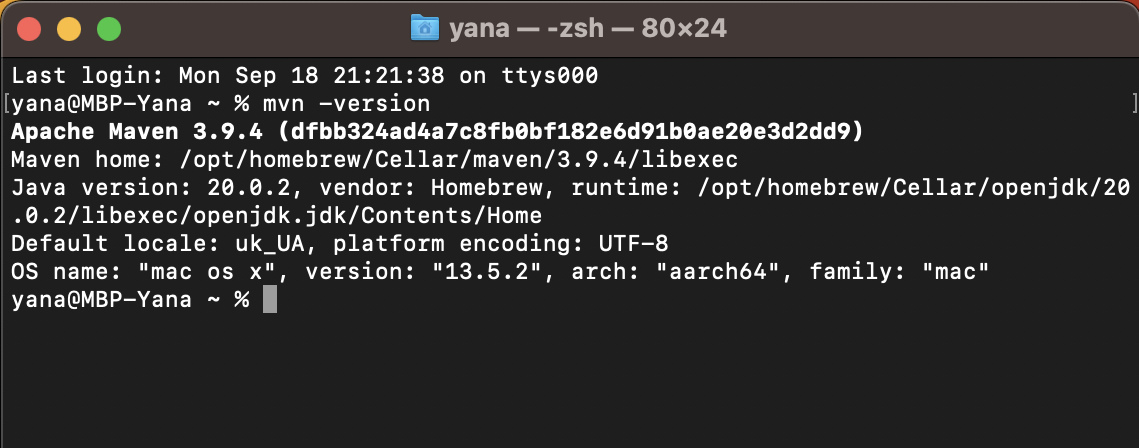 yana — -zsh — 80×24
Last login: Mon Sep 18 21:21:38 on ttys000
[yana@MBP-Yana ~ % mvn -version ]
Apache Maven 3.9.4 (dfbb324ad4a7c8fb0bf182e6d91b0ae20e3d2dd9)
Maven home: /opt/homebrew/Cellar/maven/3.9.4/libexec
Java version: 20.0.2, vendor: Homebrew, runtime: /opt/homebrew/Cellar/openjdk/20
.0.2/libexec/openjdk.jdk/Contents/Home
Default locale: uk_UA, platform encoding: UTF-8
OS name: "mac os x", version: "13.5.2", arch: "aarch64", family: "mac"
yana@MBP-Yana ~ %